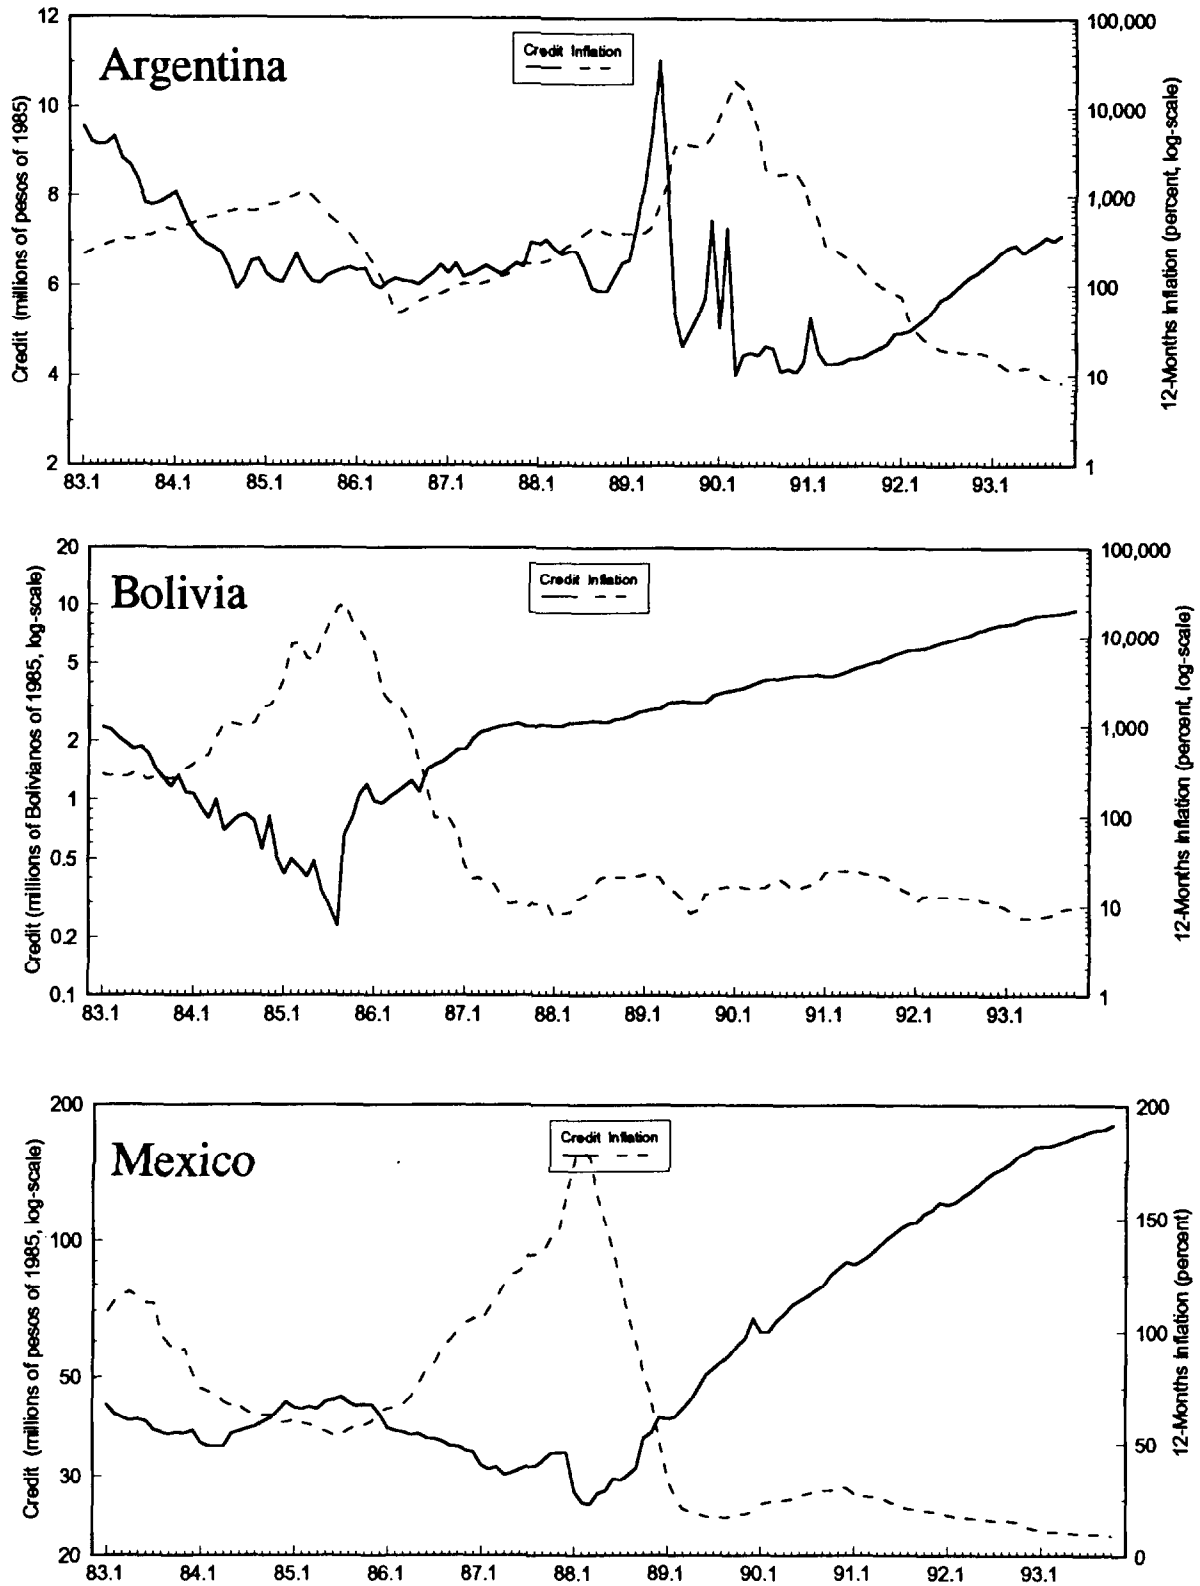 Argentina
Credit Inflation
Credit (millions of pesos of 1985)
12
10
8
6
4
2
12-Months Inflation (percent, log-scale)
100,000
10,000
1,000
100
10
1
83.1 84.1 85.1 86.1 87.1 88.1 89.1 90.1 91.1 92.1 93.1
Bolivia
Credit Inflation
Credit (millions of Bolivianos of 1985, log-scale)
20
10
5
2
1
0.5
0.2
0.1
12-Months Inflation (percent, log-scale)
100,000
10,000
1,000
100
10
1
83.1 84.1 85.1 86.1 87.1 88.1 89.1 90.1 91.1 92.1 93.1
Mexico
Credit Inflation
Credit (millions of pesos of 1985, log-scale)
200
100
50
30
20
12-Months Inflation (percent)
200
150
100
50
0
83.1 84.1 85.1 86.1 87.1 88.1 89.1 90.1 91.1 92.1 93.1